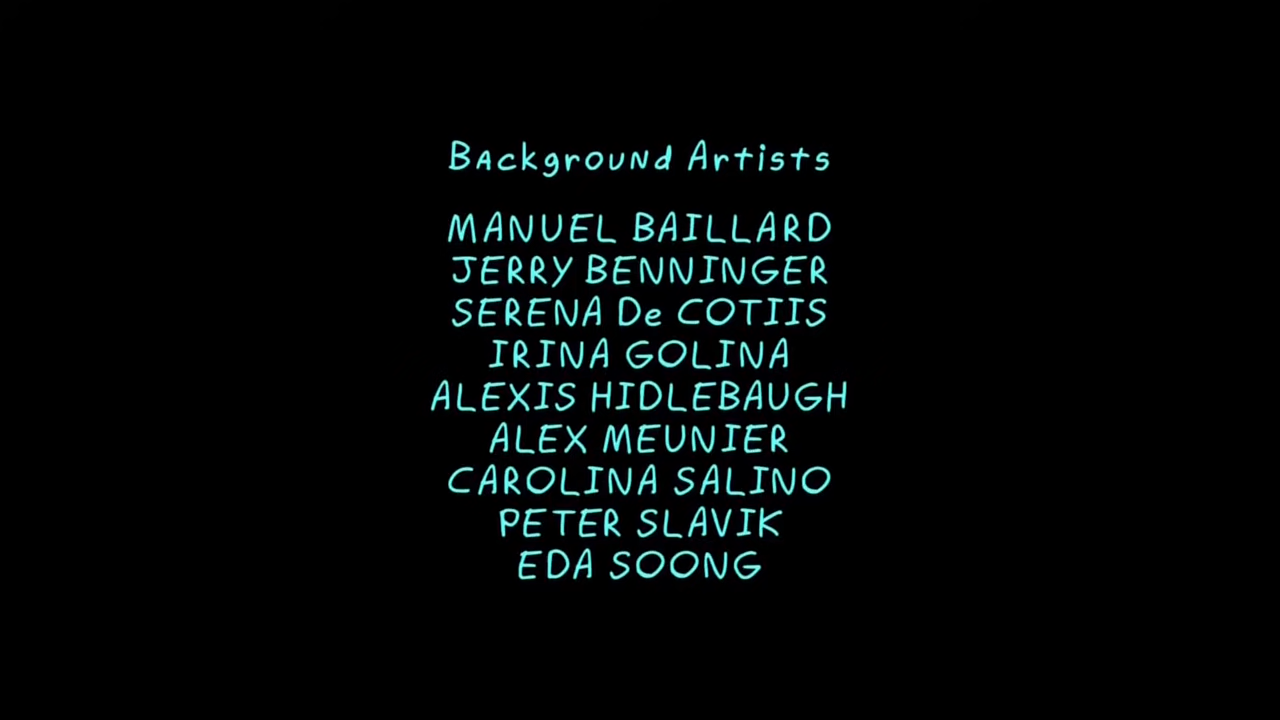 Background Artists
MANUEL BAILLARD
JERRY BENNINGER
SERENA De COTIIS
IRINA GOLINA
ALEXIS HIDLEBAUGH
ALEX MEUNIER
CAROLINA SALINO
PETER SLAVIK
EDA SOONG